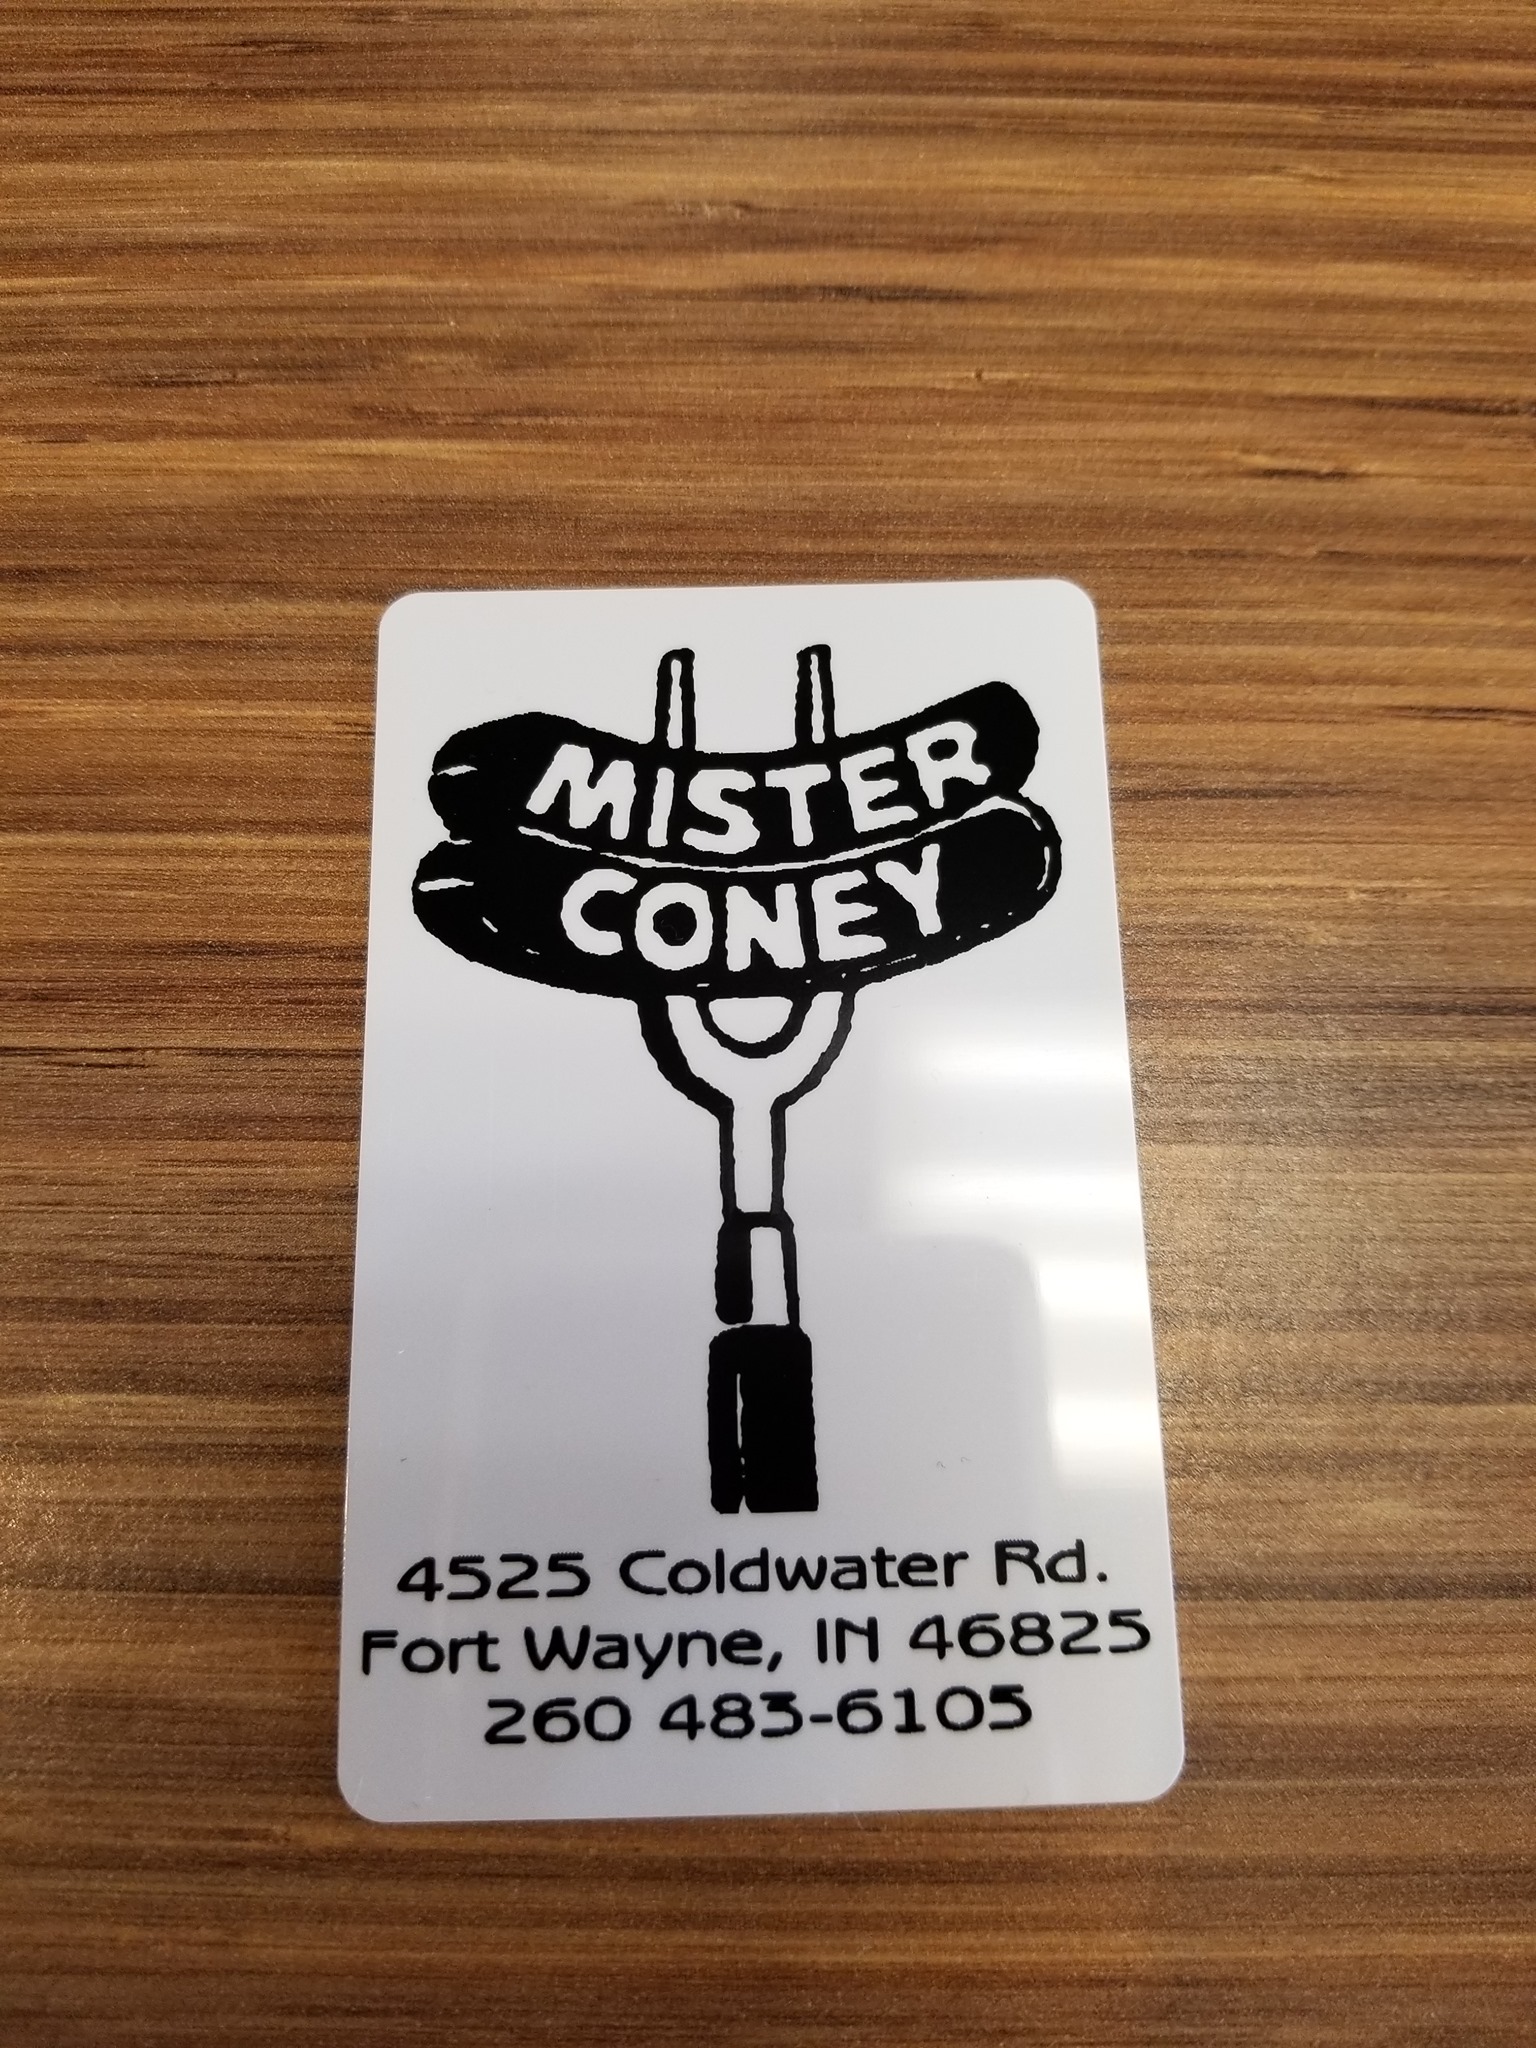 MISTER
CONEY
4525 Coldwater Rd.
Fort Wayne, IN 46825
260 483-6105